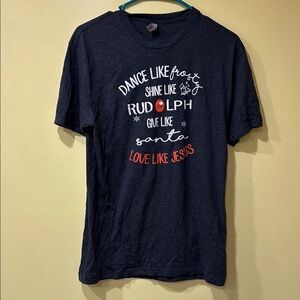 DANCE LIKE frosty
SHINE LIKE
RUDOLPH
GIVE LIKE
santa
LOVE LIKE JESUS